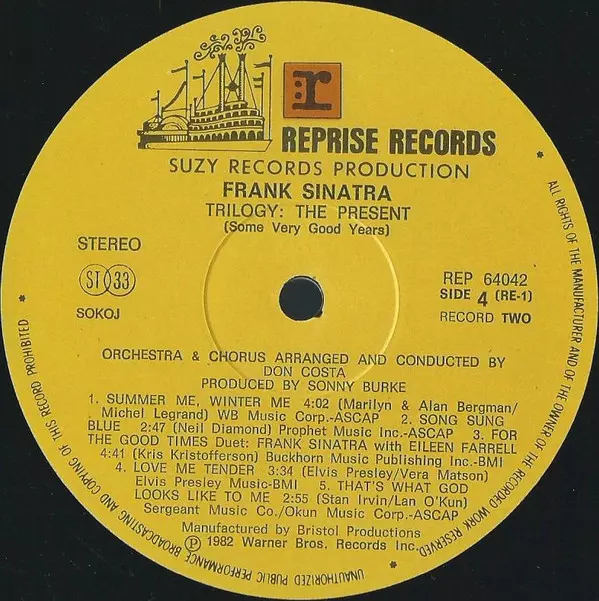 r
REPRISE RECORDS
SUZY RECORDS PRODUCTION
FRANK SINATRA
TRILOGY: THE PRESENT
(Some Very Good Years)
STEREO
ST 33
SOKOJ
REP 64042
SIDE 4 (RE-1)
RECORD TWO
ORCHESTRA & CHORUS ARRANGED AND CONDUCTED BY
DON COSTA
PRODUCED BY SONNY BURKE
1. SUMMER ME, WINTER ME 4:02 (Marilyn & Alan Bergman/
Michel Legrand) WB Music Corp.-ASCAP 2. SONG SUNG
BLUE 2:47 (Neil Diamond) Prophet Music Inc.-ASCAP 3. FOR
THE GOOD TIMES Duet: FRANK SINATRA with EILEEN FARRELL
4:41 (Kris Kristofferson) Buckhorn Music Publishing Inc.-BMI
4. LOVE ME TENDER 3:34 (Elvis Presley/Vera Matson)
Elvis Presley Music-BMI 5. THAT'S WHAT GOD
LOOKS LIKE TO ME 2:55 (Stan Irvin/Lan O'Kun)
Sergeant Music Co./Okun Music Corp.-ASCAP
Manufactured by Bristol Productions
Ⓟ 1982 Warner Bros. Records Inc.
* ALL RIGHTS OF THE MANUFACTURER AND OF THE OWNER OF THE RECORDED WORK RESERVED * UNAUTHORIZED PUBLIC PERFORMANCE BROADCASTING AND COPYING OF THIS RECORD PROHIBITED *